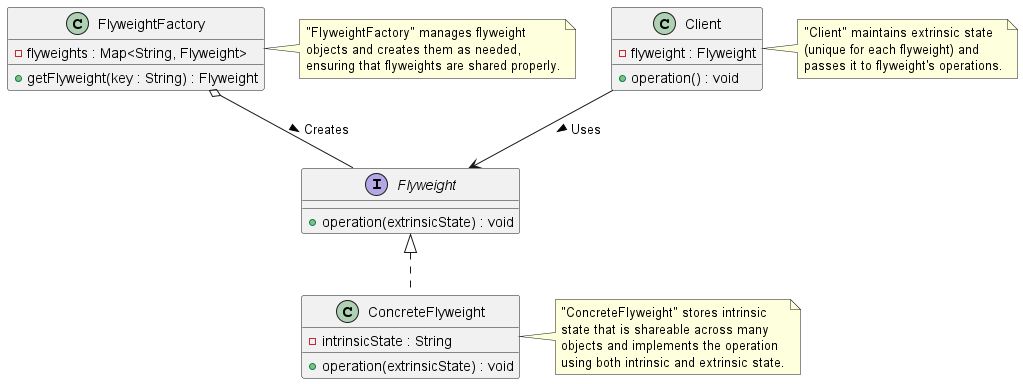 C FlyweightFactory
flyweights : Map<String, Flyweight>
getFlyweight(key : String) : Flyweight
"FlyweightFactory" manages flyweight
objects and creates them as needed,
ensuring that flyweights are shared properly.
C Client
flyweight : Flyweight
operation() : void
"Client" maintains extrinsic state
(unique for each flyweight) and
passes it to flyweight's operations.
Creates
Uses
I Flyweight
operation(extrinsicState) : void
C ConcreteFlyweight
intrinsicState : String
operation(extrinsicState) : void
"ConcreteFlyweight" stores intrinsic
state that is shareable across many
objects and implements the operation
using both intrinsic and extrinsic state.